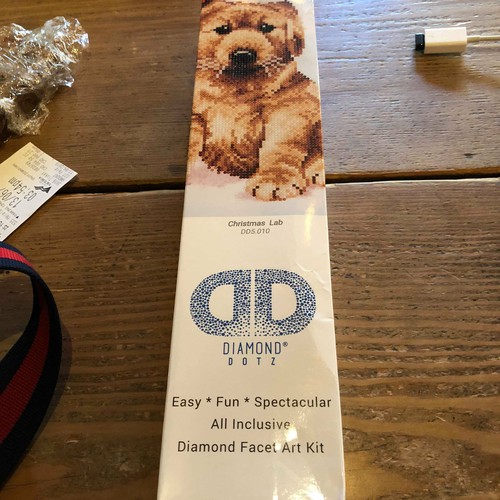 Christmas Lab
DD5.010
DIAMOND®
DOTZ
Easy * Fun * Spectacular
All Inclusive
Diamond Facet Art Kit